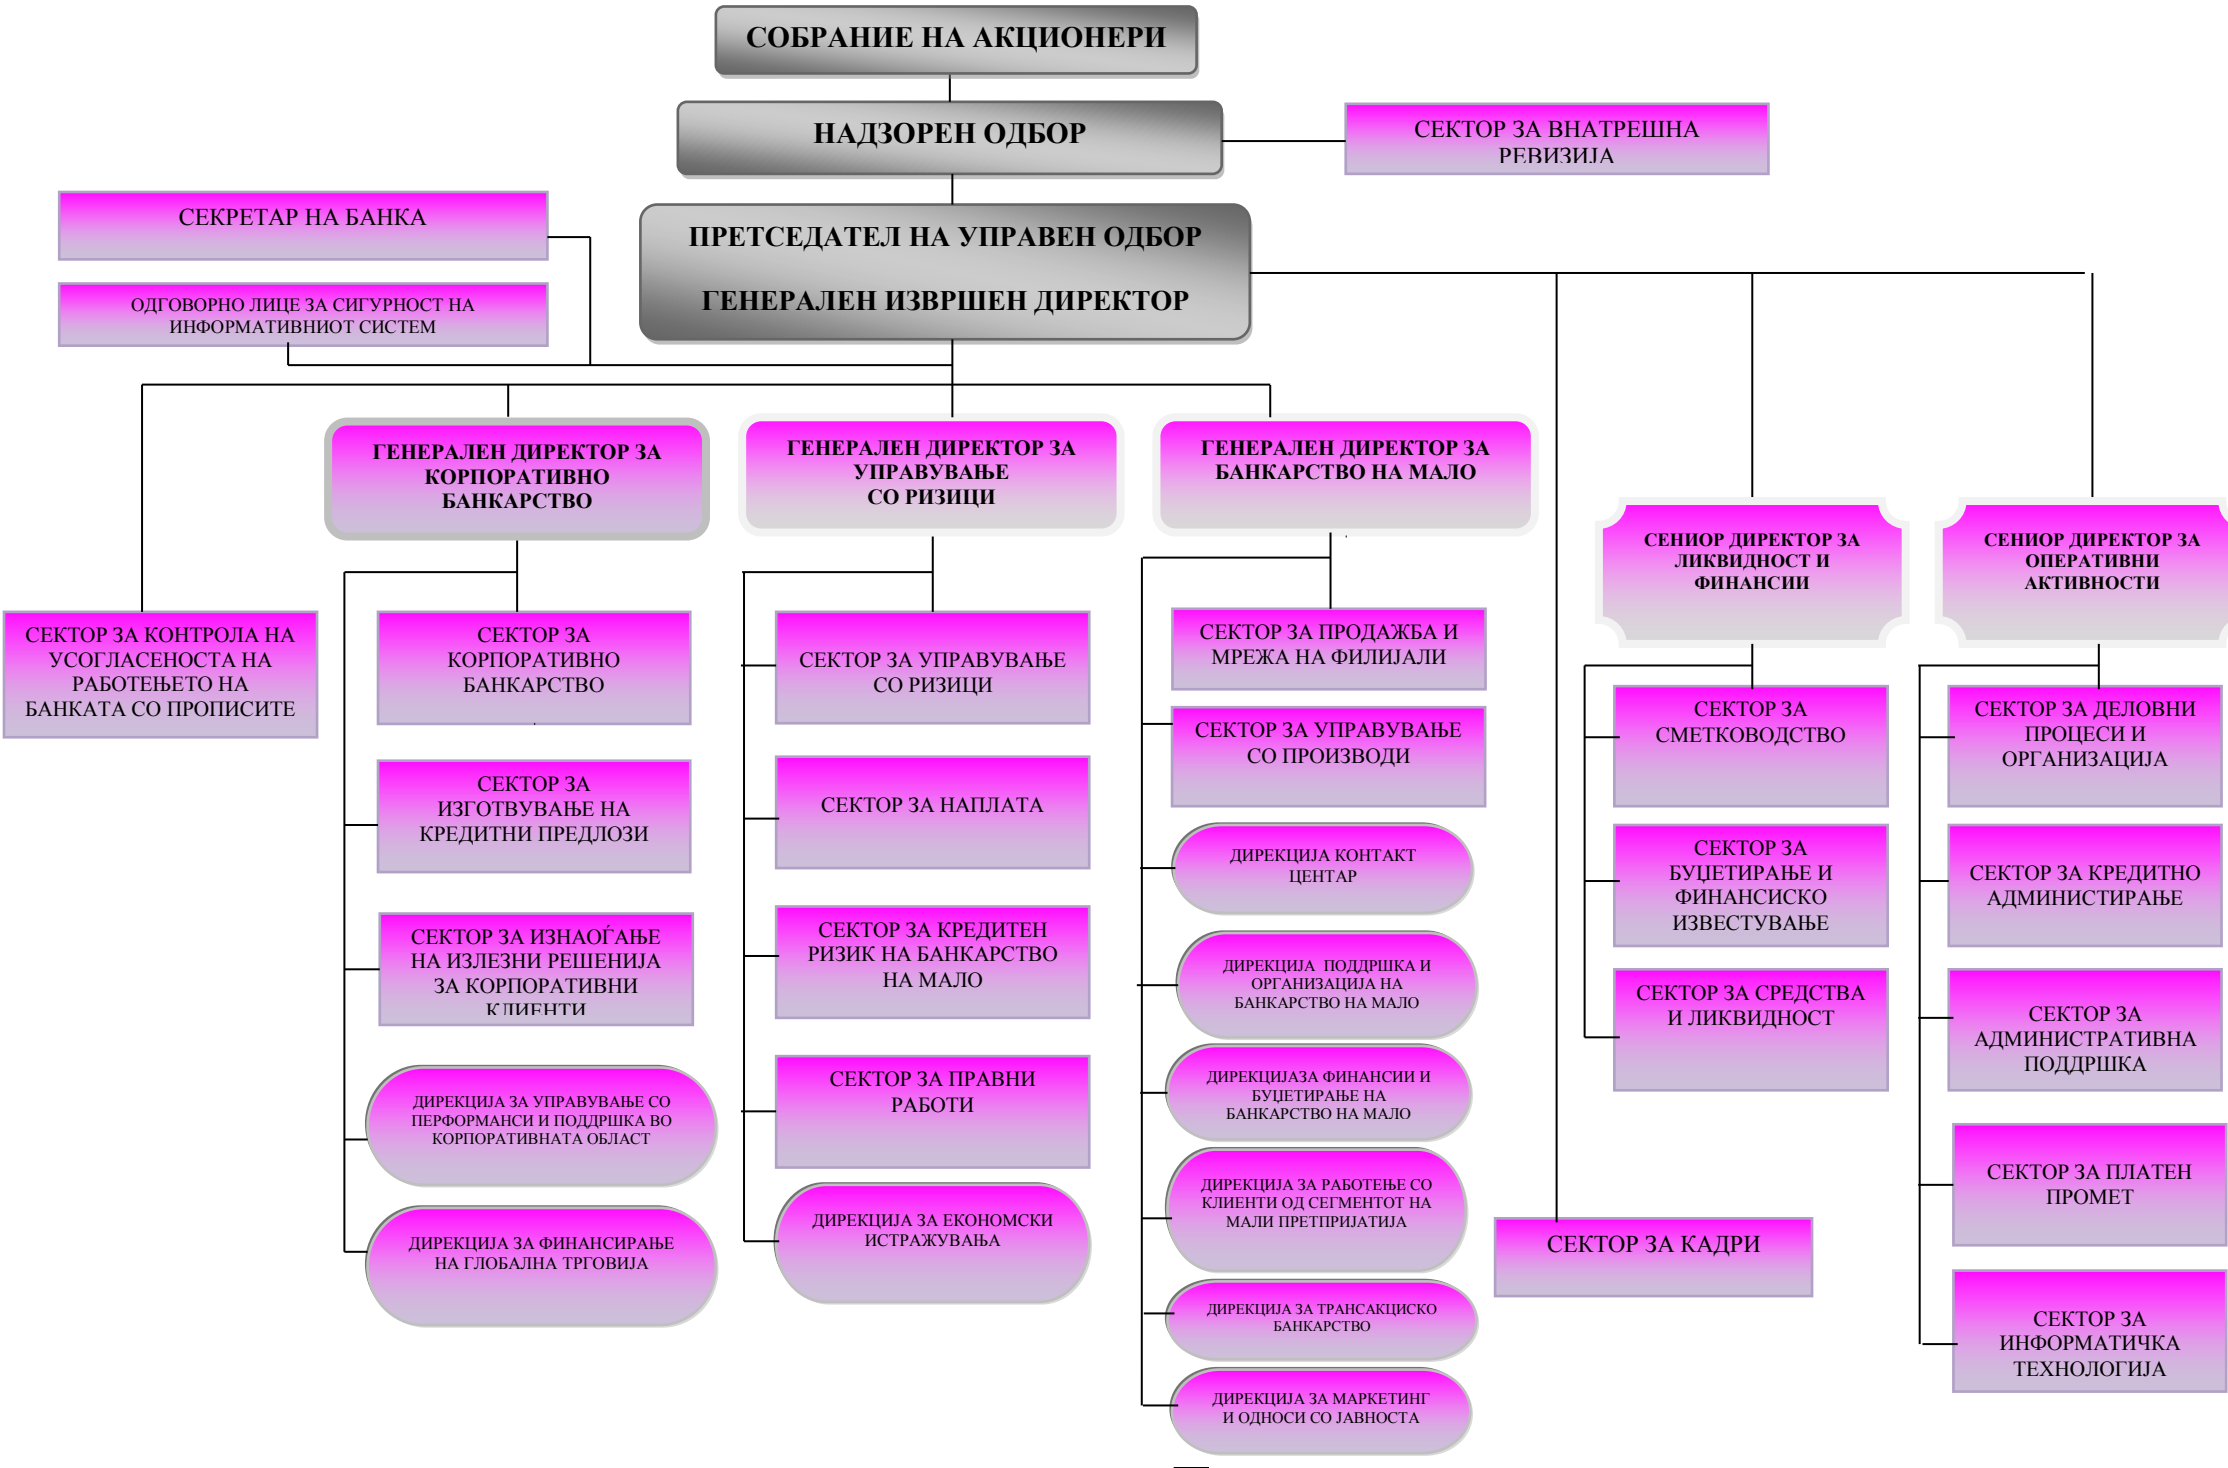 СОБРАНИЕ НА АКЦИОНЕРИ
НАДЗОРЕН ОДБОР
СЕКТОР ЗА ВНАТРЕШНА
РЕВИЗИЈА
СЕКРЕТАР НА БАНКА
ОДГОВОРНО ЛИЦЕ ЗА СИГУРНОСТ НА
ИНФОРМАТИВНИОТ СИСТЕМ
ПРЕТСЕДАТЕЛ НА УПРАВЕН ОДБОР
ГЕНЕРАЛЕН ИЗВРШЕН ДИРЕКТОР
СЕКТОР ЗА КОНТРОЛА НА
УСОГЛАСЕНОСТА НА
РАБОТЕЊЕТО НА
БАНКАТА СО ПРОПИСИТЕ
ГЕНЕРАЛЕН ДИРЕКТОР ЗА
КОРПОРАТИВНО
БАНКАРСТВО
СЕКТОР ЗА
КОРПОРАТИВНО
БАНКАРСТВО
СЕКТОР ЗА
ИЗГОТВУВАЊЕ НА
КРЕДИТНИ ПРЕДЛОЗИ
СЕКТОР ЗА ИЗНАОЃАЊЕ
НА ИЗЛЕЗНИ РЕШЕНИЈА
ЗА КОРПОРАТИВНИ
КЛИЕНТИ
ДИРЕКЦИЈА ЗА УПРАВУВАЊЕ СО
ПЕРФОРМАНСИ И ПОДДРШКА ВО
КОРПОРАТИВНАТА ОБЛАСТ
ДИРЕКЦИЈА ЗА ФИНАНСИРАЊЕ
НА ГЛОБАЛНА ТРГОВИЈА
ГЕНЕРАЛЕН ДИРЕКТОР ЗА
УПРАВУВАЊЕ
СО РИЗИЦИ
СЕКТОР ЗА УПРАВУВАЊЕ
СО РИЗИЦИ
СЕКТОР ЗА НАПЛАТА
СЕКТОР ЗА КРЕДИТЕН
РИЗИК НА БАНКАРСТВО
НА МАЛО
СЕКТОР ЗА ПРАВНИ
РАБОТИ
ДИРЕКЦИЈА ЗА ЕКОНОМСКИ
ИСТРАЖУВАЊА
ГЕНЕРАЛЕН ДИРЕКТОР ЗА
БАНКАРСТВО НА МАЛО
СЕКТОР ЗА ПРОДАЖБА И
МРЕЖА НА ФИЛИЈАЛИ
СЕКТОР ЗА УПРАВУВАЊЕ
СО ПРОИЗВОДИ
ДИРЕКЦИЈА КОНТАКТ
ЦЕНТАР
ДИРЕКЦИЈА ПОДДРШКА И
ОРГАНИЗАЦИЈА НА
БАНКАРСТВО НА МАЛО
ДИРЕКЦИЈАЗА ФИНАНСИИ И
БУЏЕТИРАЊЕ НА
БАНКАРСТВО НА МАЛО
ДИРЕКЦИЈА ЗА РАБОТЕЊЕ СО
КЛИЕНТИ ОД СЕГМЕНТОТ НА
МАЛИ ПРЕТПРИЈАТИЈА
ДИРЕКЦИЈА ЗА ТРАНСАКЦИСКО
БАНКАРСТВО
ДИРЕКЦИЈА ЗА МАРКЕТИНГ
И ОДНОСИ СО ЈАВНОСТА
СЕКТОР ЗА КАДРИ
СЕНИОР ДИРЕКТОР ЗА
ЛИКВИДНОСТ И
ФИНАНСИИ
СЕКТОР ЗА
СМЕТКОВОДСТВО
СЕКТОР ЗА
БУЏЕТИРАЊЕ И
ФИНАНСИСКО
ИЗВЕСТУВАЊЕ
СЕКТОР ЗА СРЕДСТВА
И ЛИКВИДНОСТ
СЕНИОР ДИРЕКТОР ЗА
ОПЕРАТИВНИ
АКТИВНОСТИ
СЕКТОР ЗА ДЕЛОВНИ
ПРОЦЕСИ И
ОРГАНИЗАЦИЈА
СЕКТОР ЗА КРЕДИТНО
АДМИНИСТИРАЊЕ
СЕКТОР ЗА
АДМИНИСТРАТИВНА
ПОДДРШКА
СЕКТОР ЗА ПЛАТЕН
ПРОМЕТ
СЕКТОР ЗА
ИНФОРМАТИЧКА
ТЕХНОЛОГИЈА